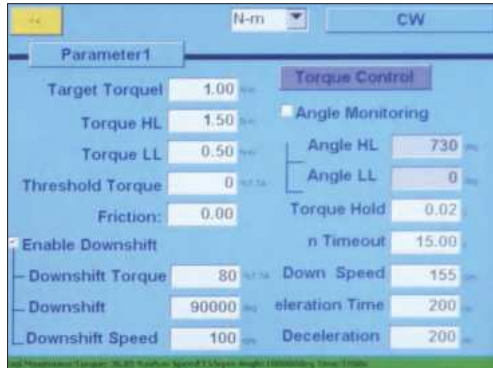 <<
N-m
CW
Parameter1
Torque Control
Target Torquel 1.00
Torque HL 1.50
Torque LL 0.50
Threshold Torque 0
Friction: 0.00
Enable Downshift
Downshift Torque 80
Downshift 90000
Downshift Speed 100
Angle Monitoring
Angle HL 730
Angle LL 0
Torque Hold 0.02
n Timeout 15.00
Down Speed 155
eleration Time 200
Deceleration 200